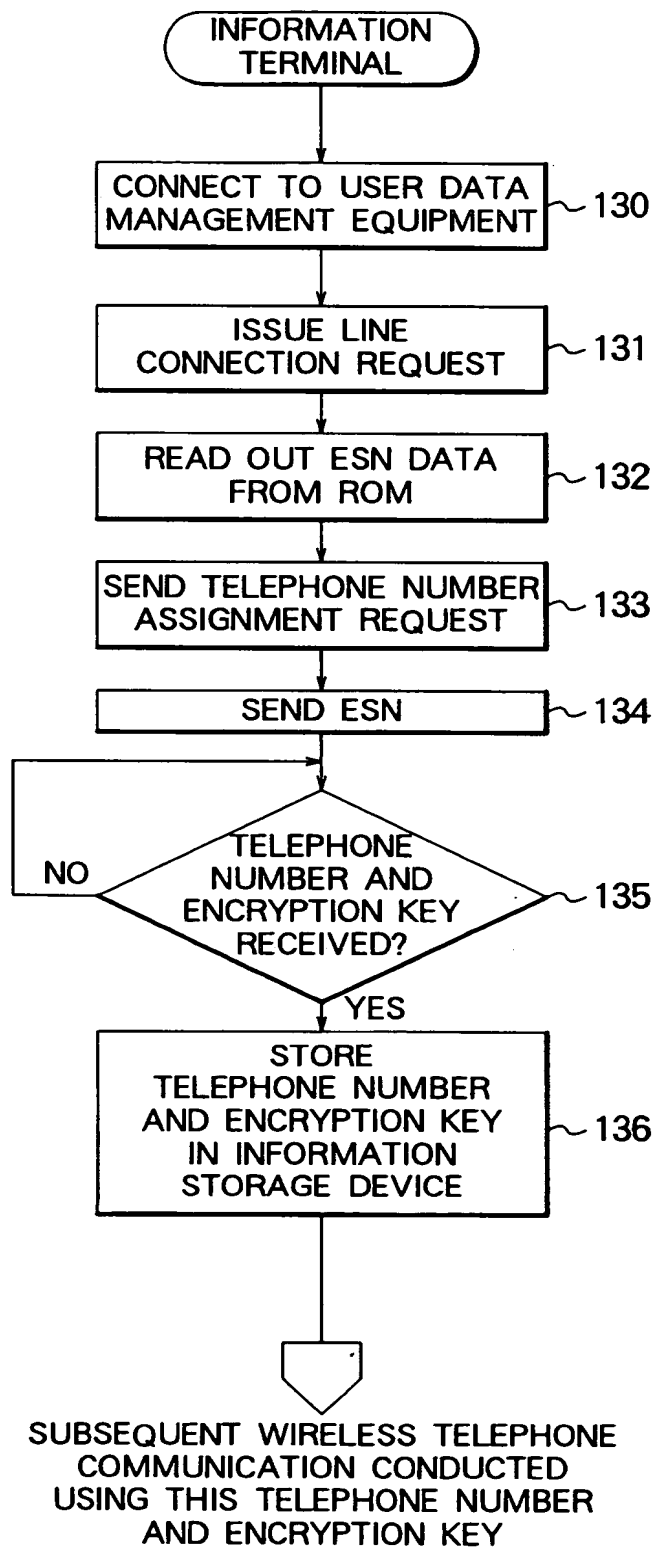 INFORMATION
TERMINAL
CONNECT TO USER DATA
MANAGEMENT EQUIPMENT
130
ISSUE LINE
CONNECTION REQUEST
131
READ OUT ESN DATA
FROM ROM
132
SEND TELEPHONE NUMBER
ASSIGNMENT REQUEST
133
SEND ESN
134
TELEPHONE
NUMBER AND
ENCRYPTION KEY
RECEIVED?
135
NO
YES
STORE
TELEPHONE NUMBER
AND ENCRYPTION KEY
IN INFORMATION
STORAGE DEVICE
136
SUBSEQUENT WIRELESS TELEPHONE
COMMUNICATION CONDUCTED
USING THIS TELEPHONE NUMBER
AND ENCRYPTION KEY